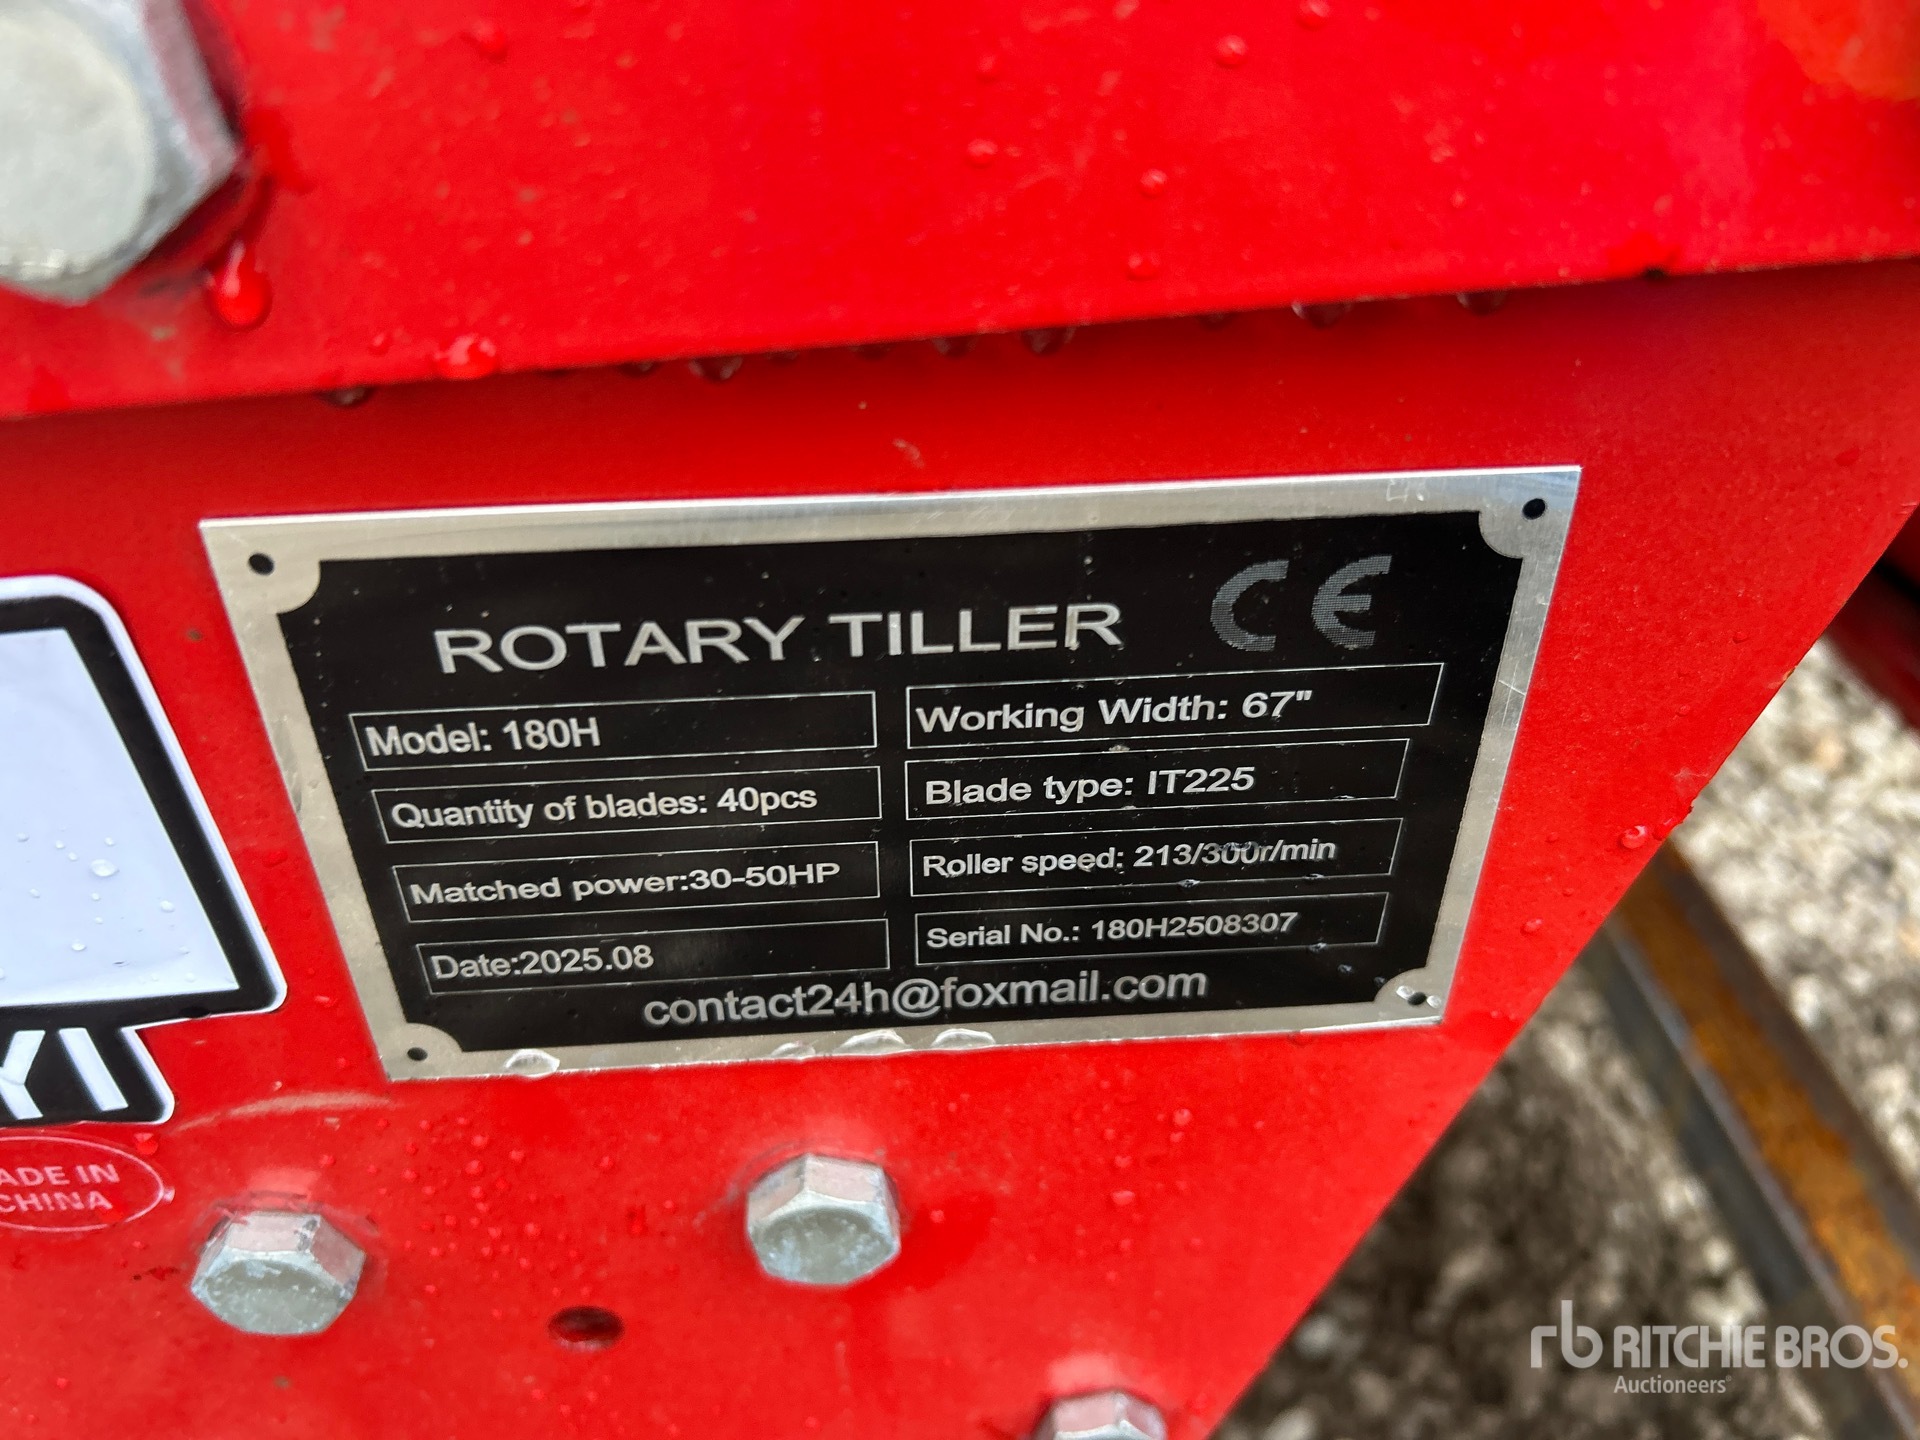 ROTARY TILLER CE
Model: 180H
Working Width: 67"
Quantity of blades: 40pcs
Blade type: IT225
Matched power:30-50HP
Roller speed: 213/300r/min
Date:2025.08
Serial No.: 180H2508307
contact24h@foxmail.com
YI
ADE IN
CHINA
rb RITCHIE BROS.
Auctioneers